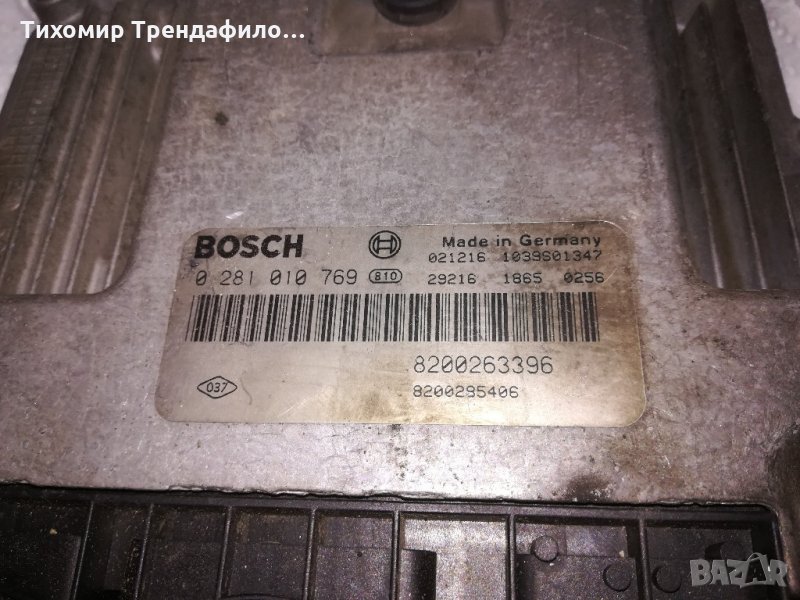 Тихомир Трендафило...
BOSCH Made in Germany
021216 1039S01347
0 281 010 769 810 29216 1865 0256
8200263396
037 8200295406
BAZAR